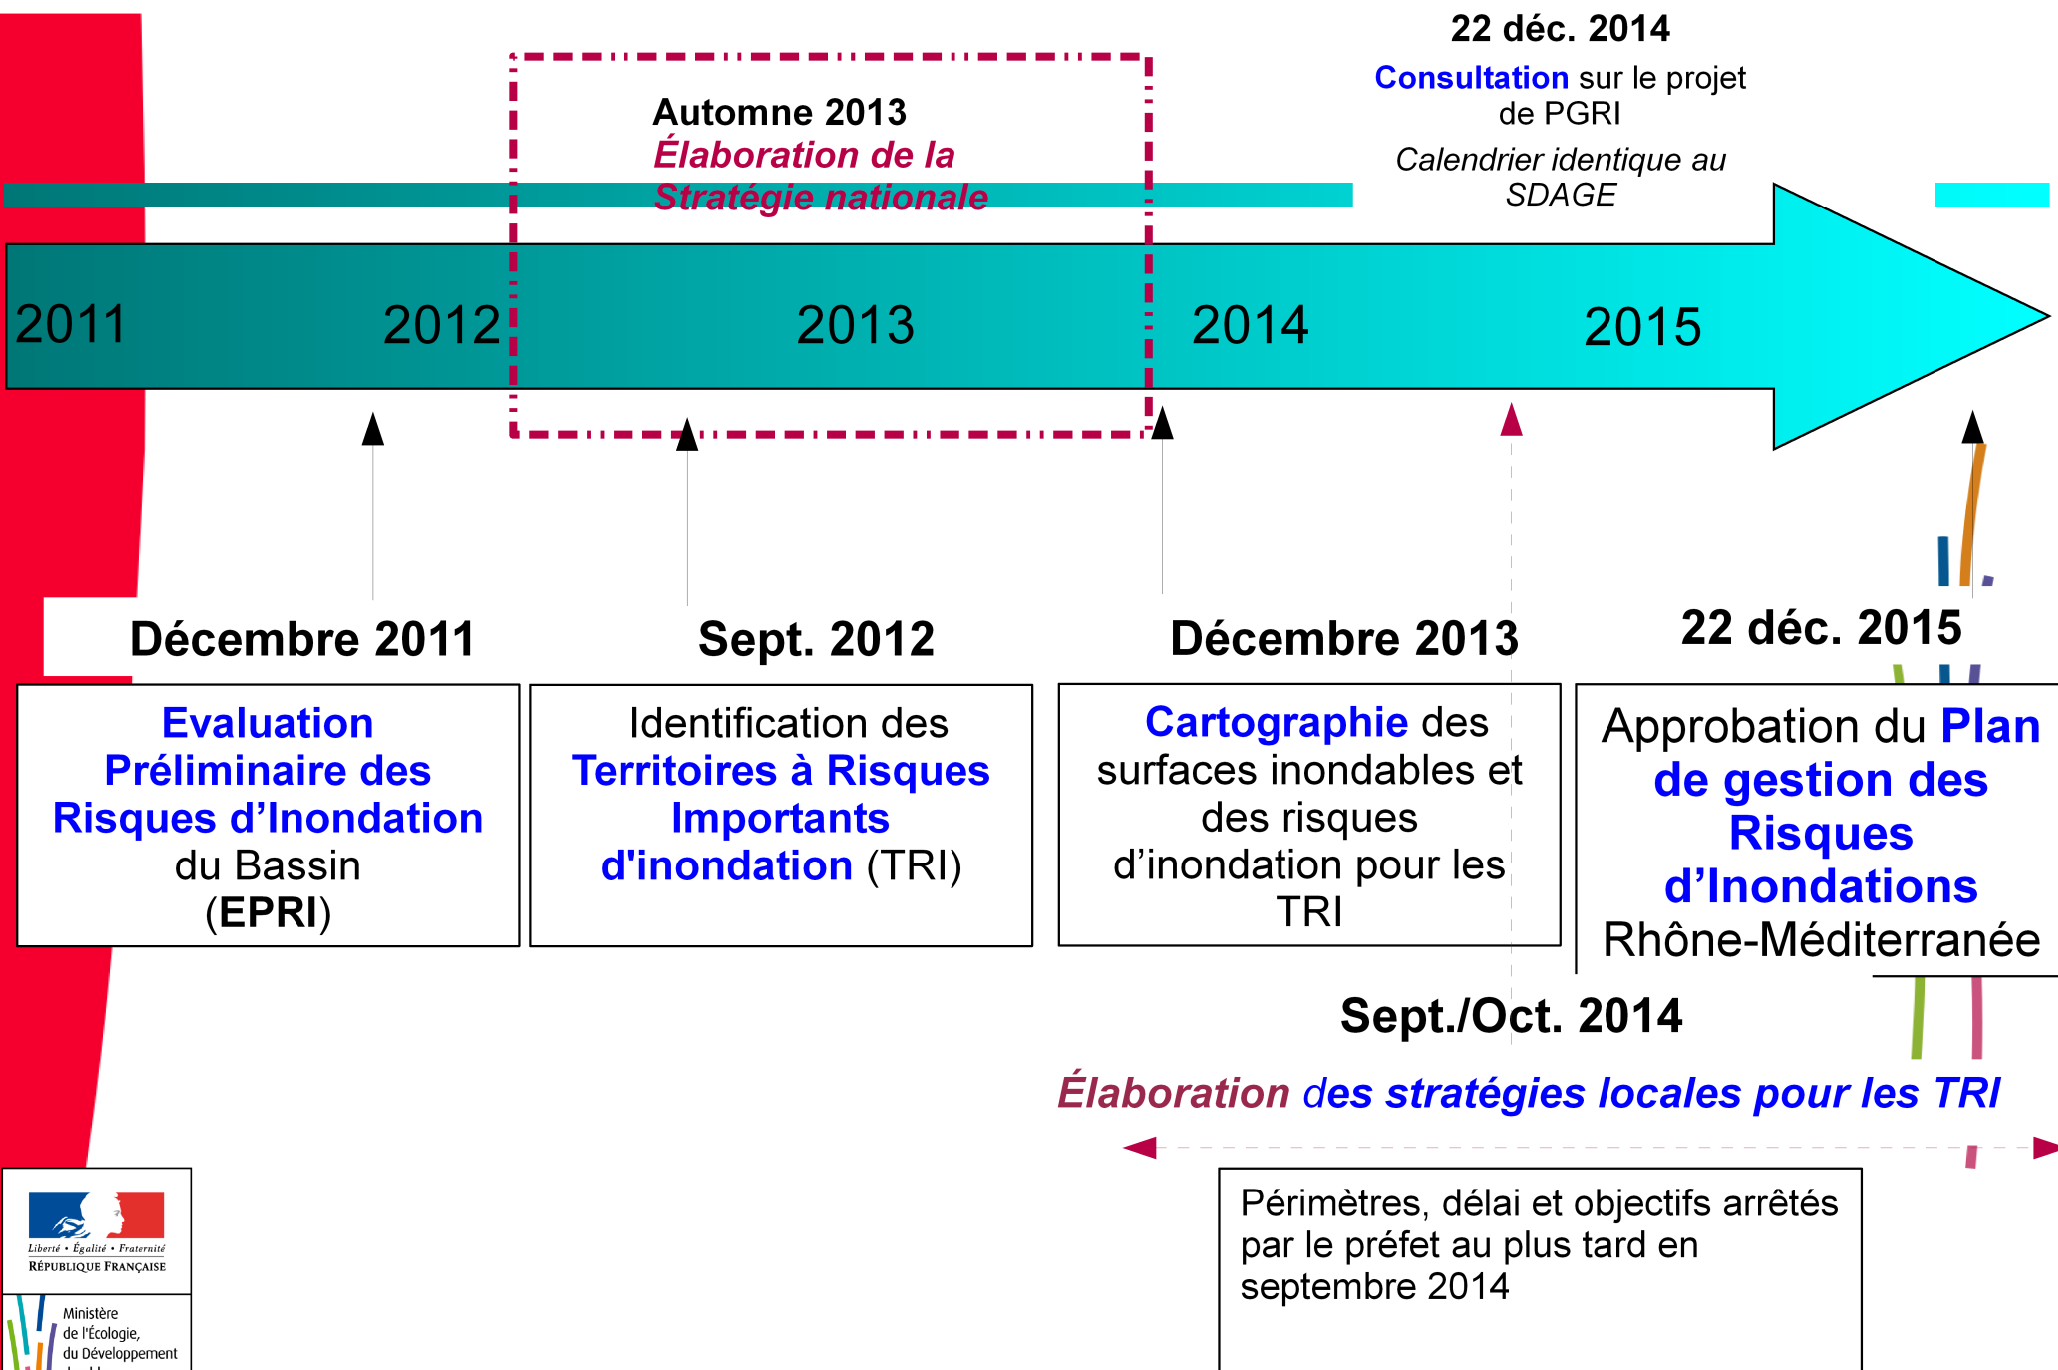 22 déc. 2014
Consultation sur le projet
de PGRI
Calendrier identique au
SDAGE
Automne 2013
Élaboration de la
Stratégie nationale
2011
2012
2013
2014
2015
Décembre 2011
Evaluation
Préliminaire des
Risques d’Inondation
du Bassin
(EPRI)
Sept. 2012
Identification des
Territoires à Risques
Importants
d'inondation (TRI)
Décembre 2013
Cartographie des
surfaces inondables et
des risques
d’inondation pour les
TRI
22 déc. 2015
Approbation du Plan
de gestion des
Risques
d’Inondations
Rhône-Méditerranée
Sept./Oct. 2014
Élaboration des stratégies locales pour les TRI
Périmètres, délai et objectifs arrêtés
par le préfet au plus tard en
septembre 2014
Liberté • Égalité • Fraternité
RÉPUBLIQUE FRANÇAISE
Ministère
de l'Écologie,
du Développement